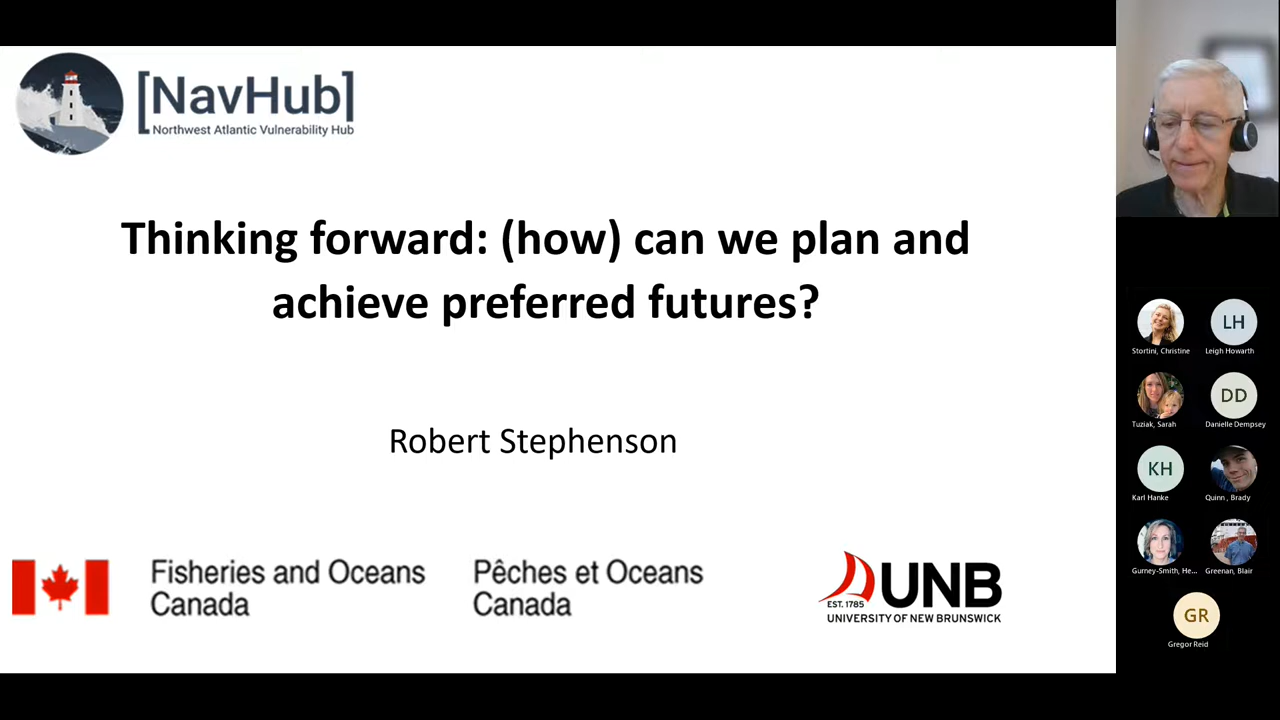 [NavHub]
Northwest Atlantic Vulnerability Hub
Thinking forward: (how) can we plan and
achieve preferred futures?
Robert Stephenson
Fisheries and Oceans
Canada
Pêches et Oceans
Canada
EST. 1785
UNB
UNIVERSITY OF NEW BRUNSWICK
LH
Stortini, Christine
Leigh Howarth
DD
Tuziak, Sarah
Danielle Dempsey
KH
Karl Hanke
Quinn , Brady
Gurney-Smith, He...
Greenan, Blair
GR
Gregor Reid